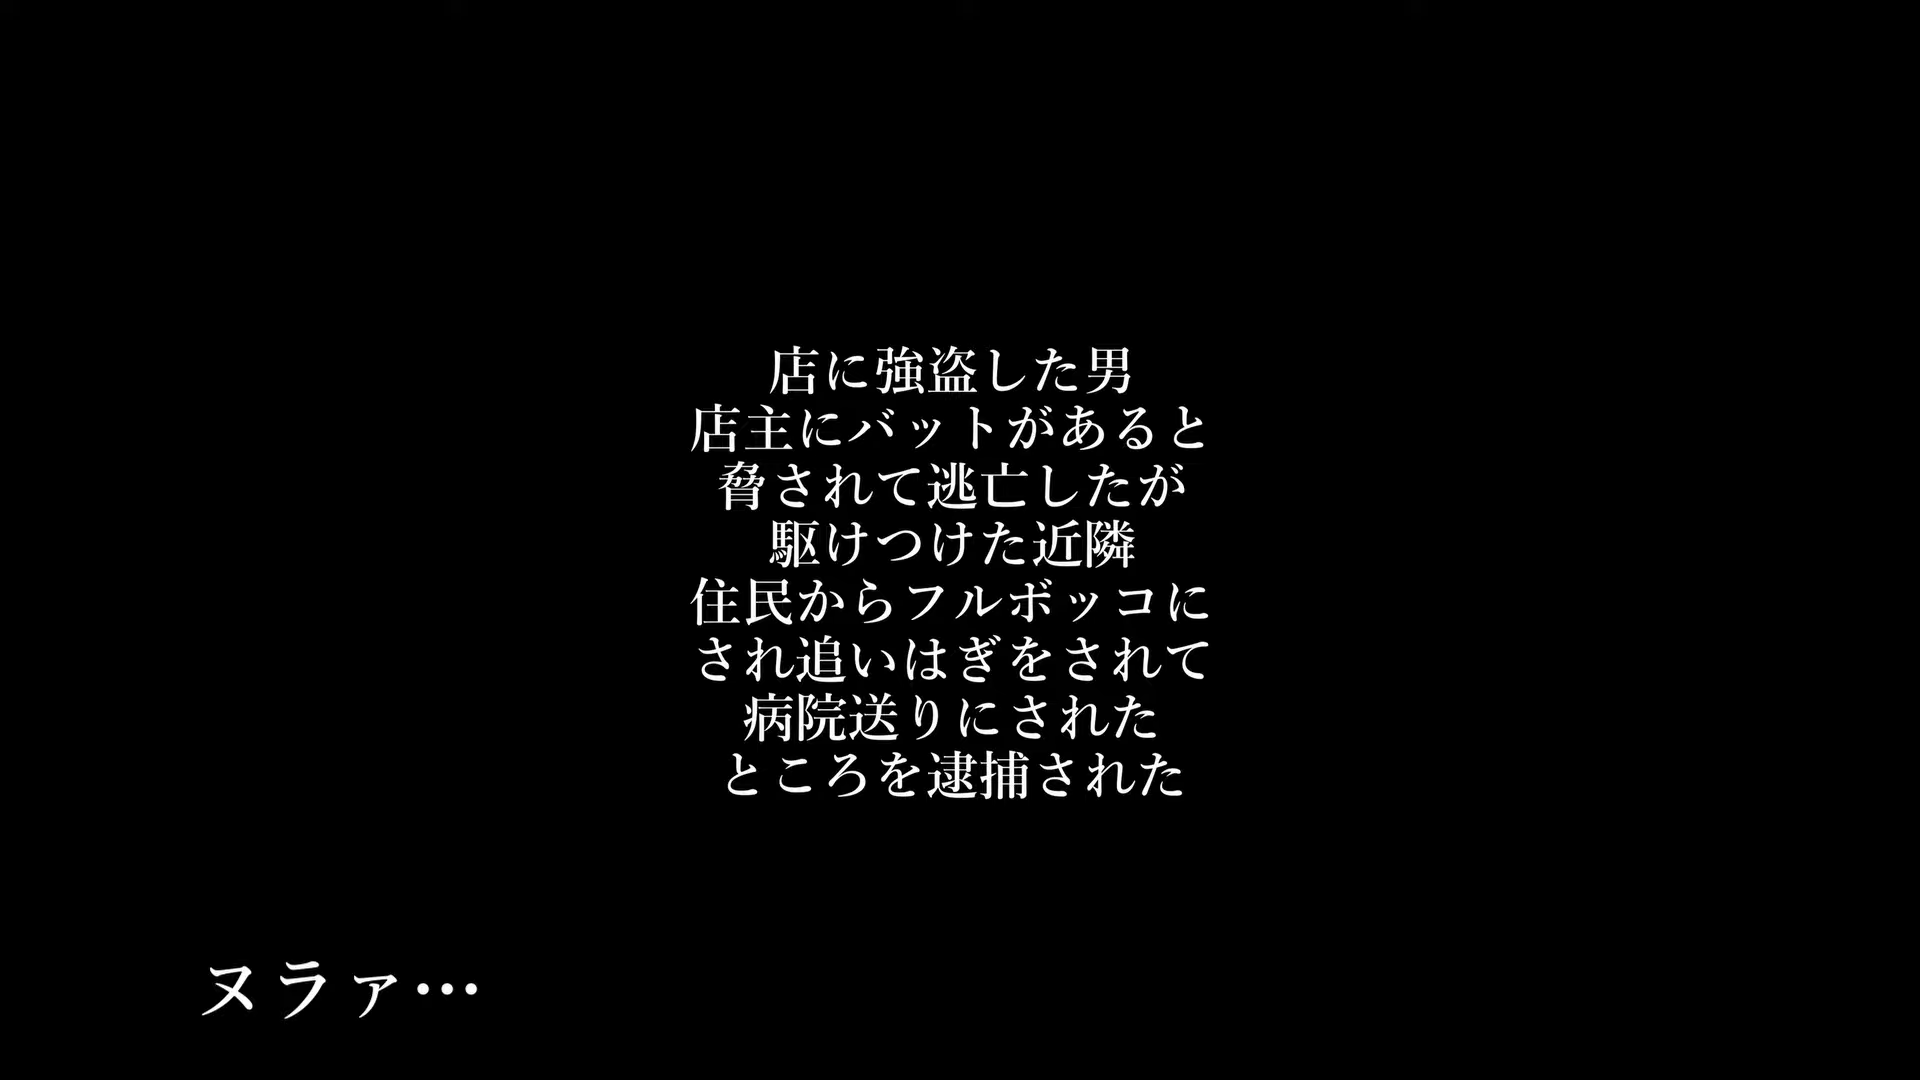 店に強盗した男
店主にバットがあると
脅されて逃亡したが
駆けつけた近隣
住民からフルボッコに
され追いはぎをされて
病院送りにされた
ところを逮捕された
ヌラァ…